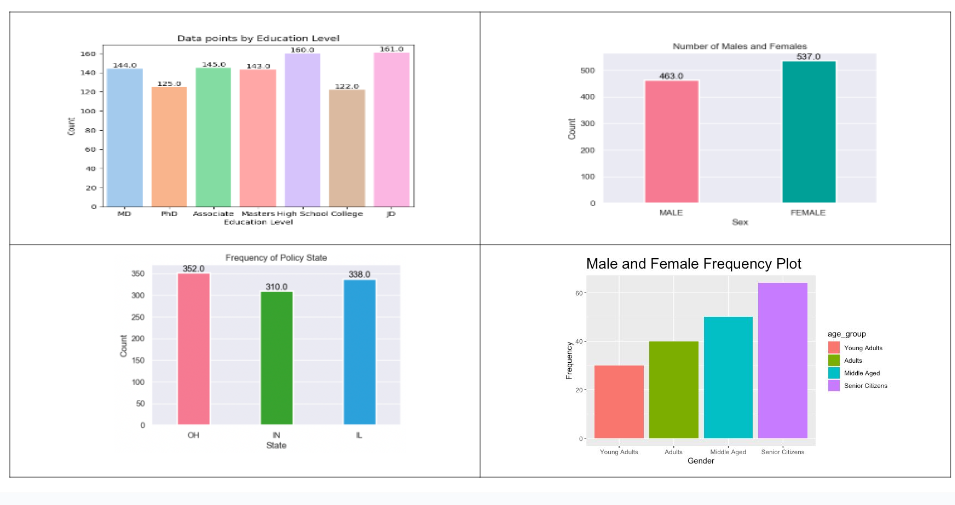 Data points by Education Level
160
140
120
100
80
60
40
20
0
Count
144.0
125.0
145.0
143.0
160.0
122.0
161.0
MD PhD Associate Masters High School College JD
Education Level
Number of Males and Females
500
400
300
200
100
0
Count
463.0
537.0
MALE FEMALE
Sex
Frequency of Policy State
350
300
250
200
150
100
50
0
Count
352.0
310.0
338.0
OH IN IL
State
Male and Female Frequency Plot
60
40
20
0
Frequency
Young Adults Adults Middle Aged Senior Citizens
Gender
age_group
Young Adults
Adults
Middle Aged
Senior Citizens